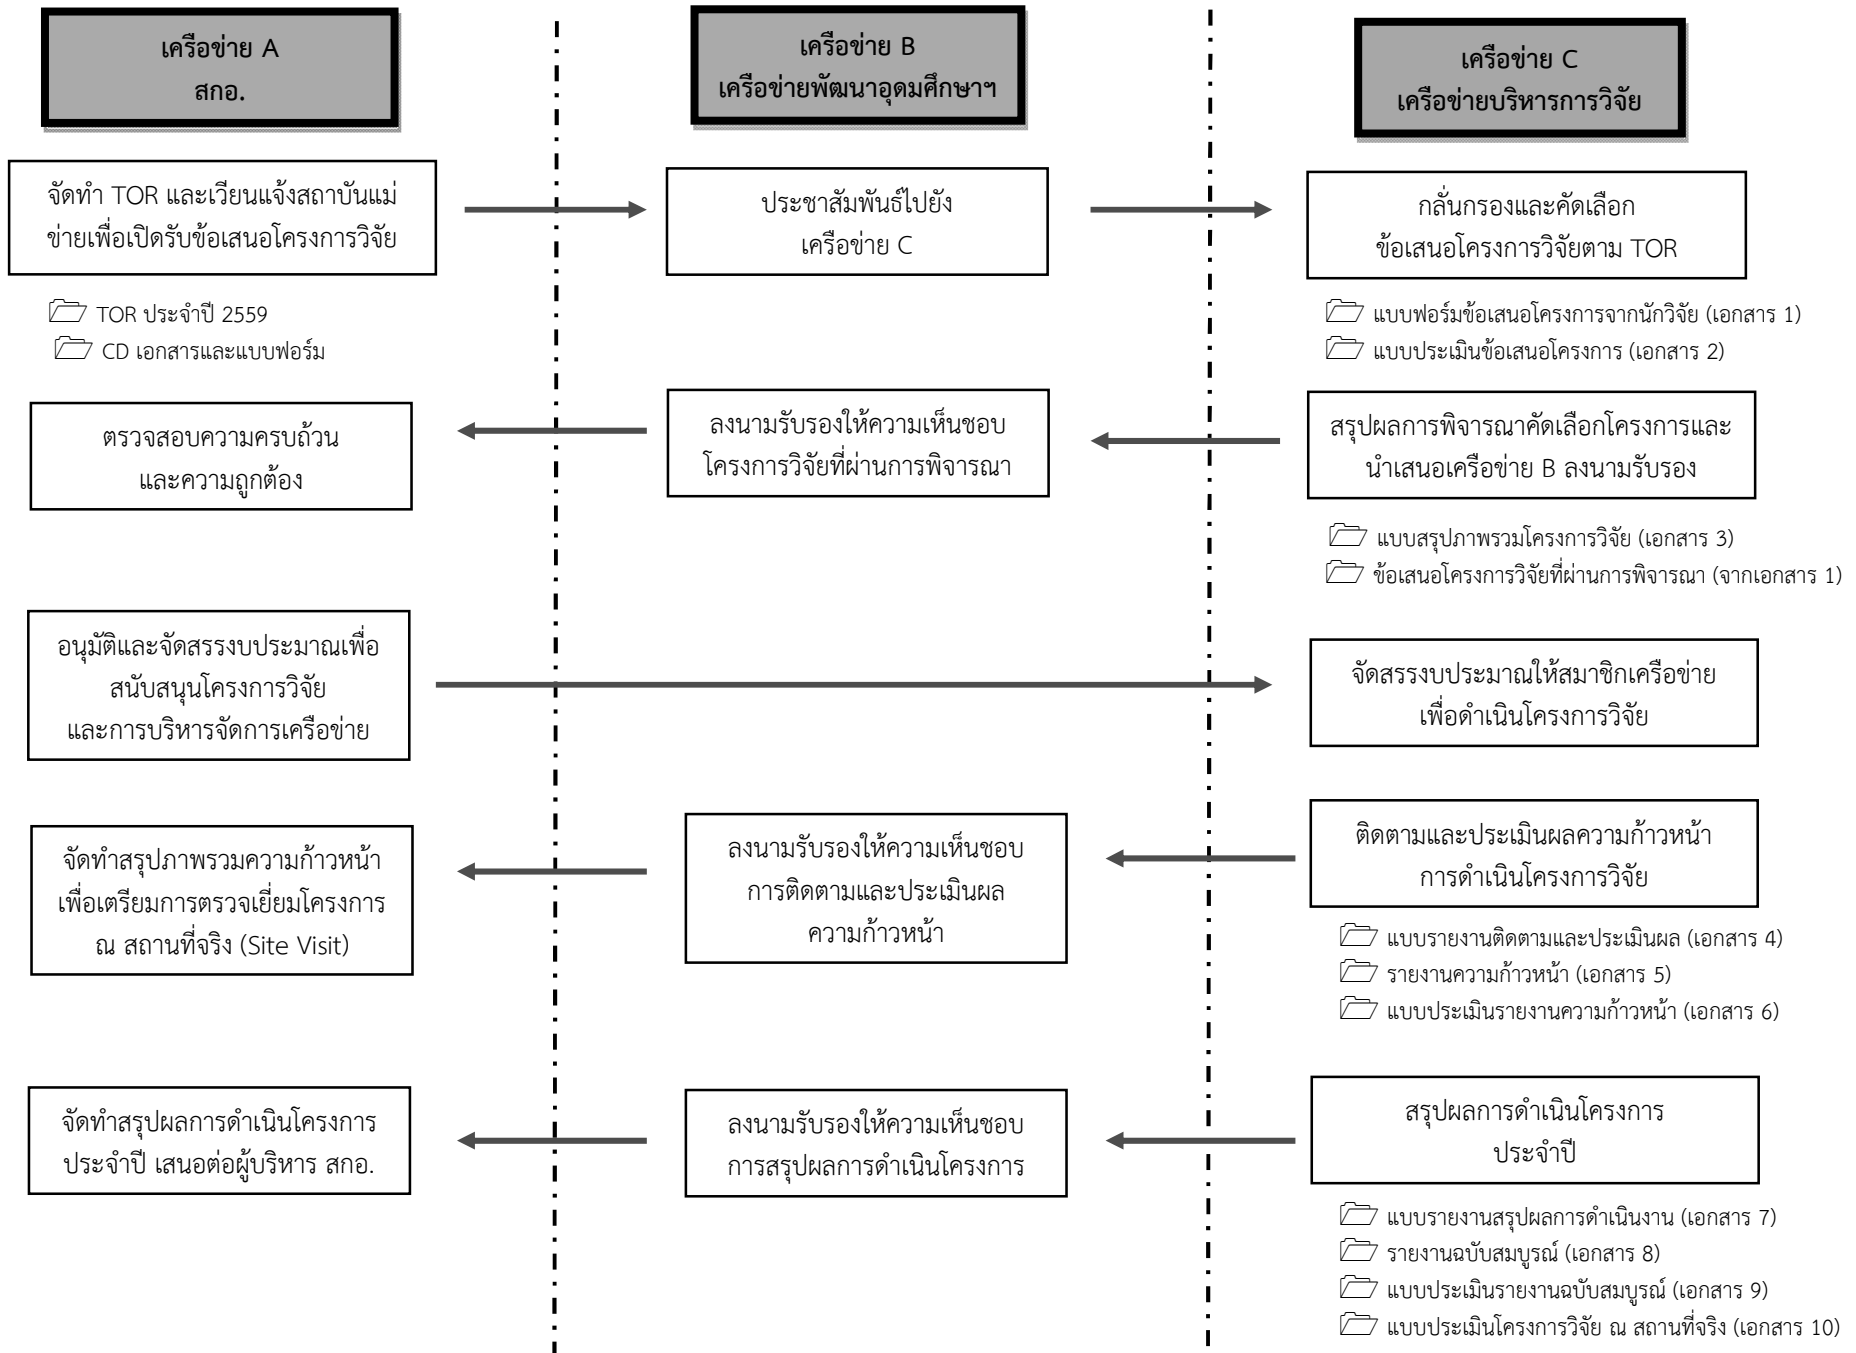 เครือข่าย A
สกอ.
เครือข่าย B
เครือข่ายพัฒนาอุดมศึกษาฯ
เครือข่าย C
เครือข่ายบริหารการวิจัย
จัดทำ TOR และเวียนแจ้งสถาบันแม่
ข่ายเพื่อเปิดรับข้อเสนอโครงการวิจัย
ประชาสัมพันธ์ไปยัง
เครือข่าย C
กลั่นกรองและคัดเลือก
ข้อเสนอโครงการวิจัยตาม TOR
TOR ประจำปี 2559
CD เอกสารและแบบฟอร์ม
แบบฟอร์มข้อเสนอโครงการจากนักวิจัย (เอกสาร 1)
แบบประเมินข้อเสนอโครงการ (เอกสาร 2)
ตรวจสอบความครบถ้วน
และความถูกต้อง
ลงนามรับรองให้ความเห็นชอบ
โครงการวิจัยที่ผ่านการพิจารณา
สรุปผลการพิจารณาคัดเลือกโครงการและ
นำเสนอเครือข่าย B ลงนามรับรอง
แบบสรุปภาพรวมโครงการวิจัย (เอกสาร 3)
ข้อเสนอโครงการวิจัยที่ผ่านการพิจารณา (จากเอกสาร 1)
อนุมัติและจัดสรรงบประมาณเพื่อ
สนับสนุนโครงการวิจัย
และการบริหารจัดการเครือข่าย
จัดสรรงบประมาณให้สมาชิกเครือข่าย
เพื่อดำเนินโครงการวิจัย
จัดทำสรุปภาพรวมความก้าวหน้า
เพื่อเตรียมการตรวจเยี่ยมโครงการ
ณ สถานที่จริง (Site Visit)
ลงนามรับรองให้ความเห็นชอบ
การติดตามและประเมินผล
ความก้าวหน้า
ติดตามและประเมินผลความก้าวหน้า
การดำเนินโครงการวิจัย
แบบรายงานติดตามและประเมินผล (เอกสาร 4)
รายงานความก้าวหน้า (เอกสาร 5)
แบบประเมินรายงานความก้าวหน้า (เอกสาร 6)
จัดทำสรุปผลการดำเนินโครงการ
ประจำปี เสนอต่อผู้บริหาร สกอ.
ลงนามรับรองให้ความเห็นชอบ
การสรุปผลการดำเนินโครงการ
สรุปผลการดำเนินโครงการ
ประจำปี
แบบรายงานสรุปผลการดำเนินงาน (เอกสาร 7)
รายงานฉบับสมบูรณ์ (เอกสาร 8)
แบบประเมินรายงานฉบับสมบูรณ์ (เอกสาร 9)
แบบประเมินโครงการวิจัย ณ สถานที่จริง (เอกสาร 10)